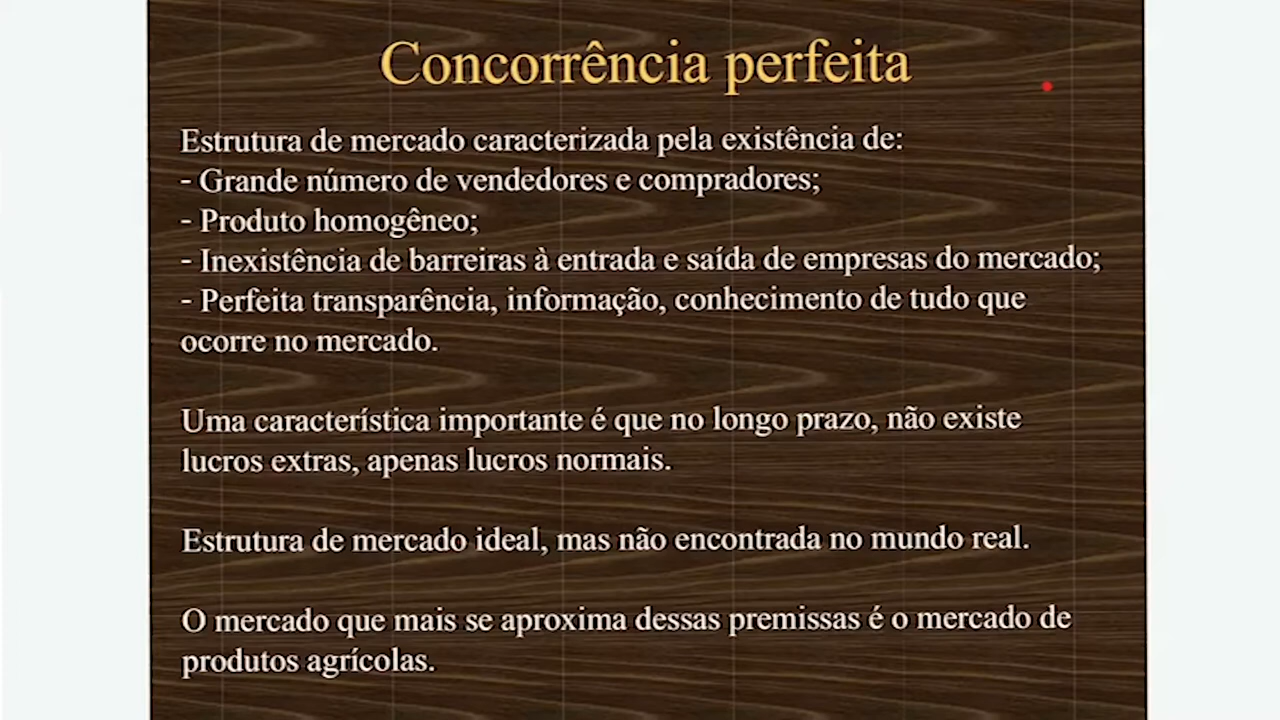 Concorrência perfeita
Estrutura de mercado caracterizada pela existência de:
- Grande número de vendedores e compradores;
- Produto homogêneo;
- Inexistência de barreiras à entrada e saída de empresas do mercado;
- Perfeita transparência, informação, conhecimento de tudo que
ocorre no mercado.
Uma característica importante é que no longo prazo, não existe
lucros extras, apenas lucros normais.
Estrutura de mercado ideal, mas não encontrada no mundo real.
O mercado que mais se aproxima dessas premissas é o mercado de
produtos agrícolas.